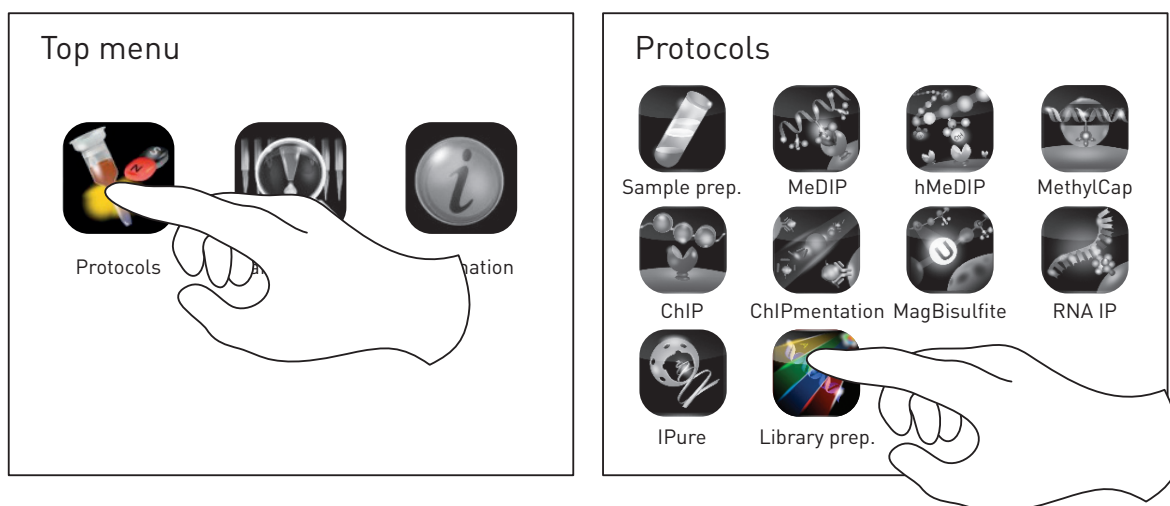 Top menu
Protocols
Protocols
Sample prep.
MeDIP
hMeDIP
MethylCap
ChIP
ChIPmentation
MagBisulfite
RNA IP
IPure
Library prep.